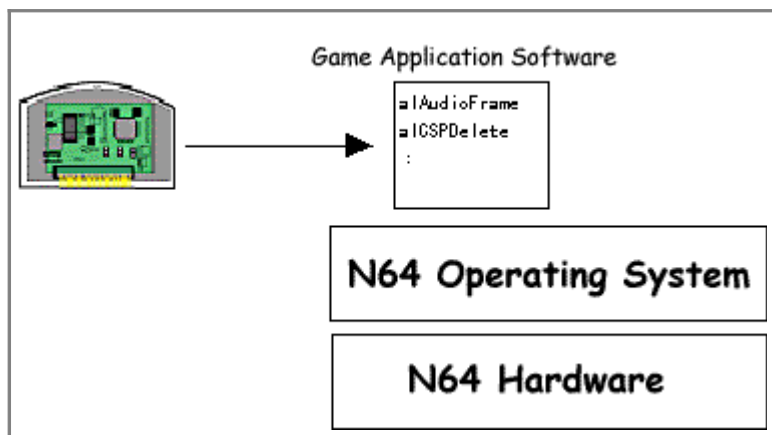 Game Application Software
alAudioFrame
alCSPDelete
:
N64 Operating System
N64 Hardware